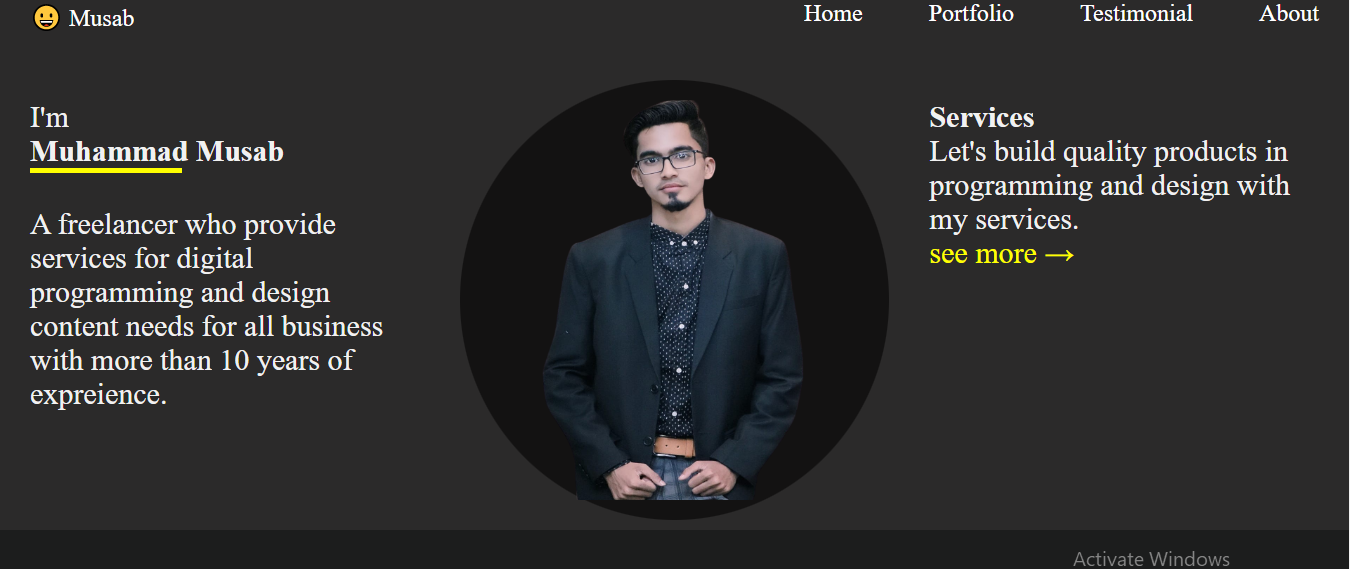 Musab
Home Portfolio Testimonial About
I'm
Muhammad Musab
A freelancer who provide
services for digital
programming and design
content needs for all business
with more than 10 years of
expreience.
Services
Let's build quality products in
programming and design with
my services.
see more →
Activate Windows